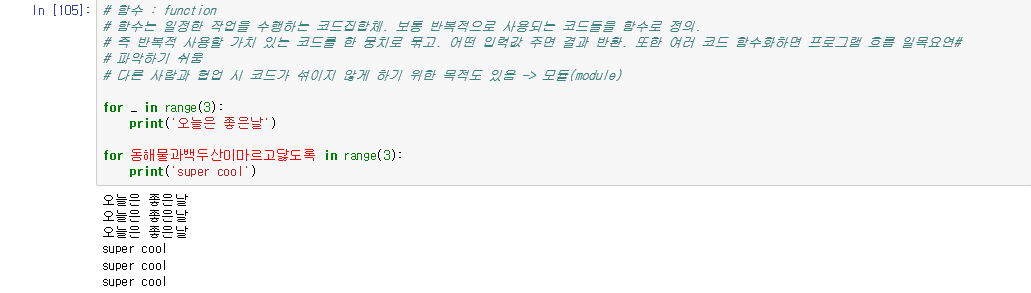 In [105]:
# 함수 : function
# 함수는 일정한 작업을 수행하는 코드집합체. 보통 반복적으로 사용되는 코드들을 함수로 정의.
# 즉 반복적 사용할 가치 있는 코드를 한 뭉치로 묶고. 어떤 입력값 주면 결과 반환. 또한 여러 코드 함수화하면 프로그램 흐름 일목요연#
# 파악하기 쉬움
# 다른 사람과 협업 시 코드가 섞이지 않게 하기 위한 목적도 있음 -> 모듈(module)
for _ in range(3):
    print('오늘은 좋은날')
for 동해물과백두산이마르고닳도록 in range(3):
    print('super cool')
오늘은 좋은날
오늘은 좋은날
오늘은 좋은날
super cool
super cool
super cool